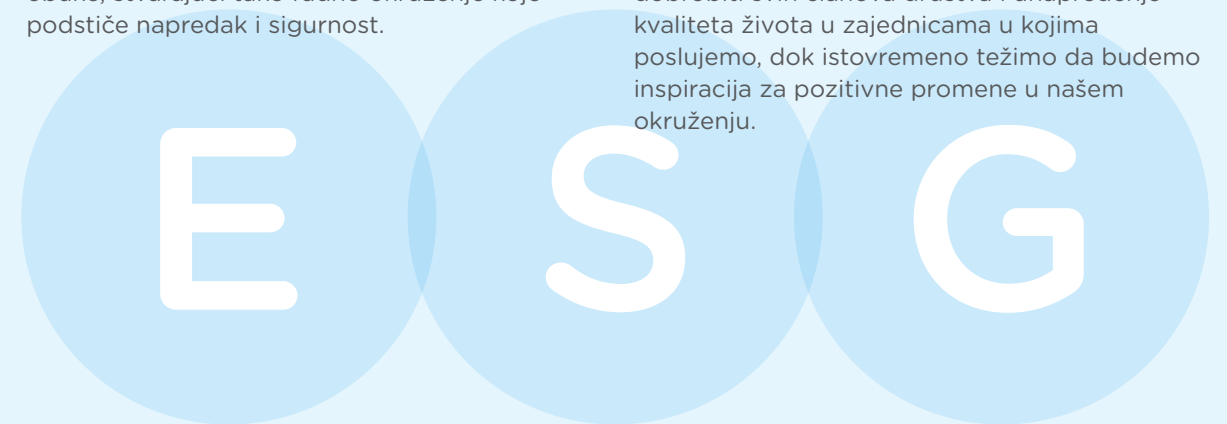 podstiče napredak i sigurnost.
kvaliteta života u zajednicama u kojima
poslujemo, dok istovremeno težimo da budemo
inspiracija za pozitivne promene u našem
okruženju.
E S G